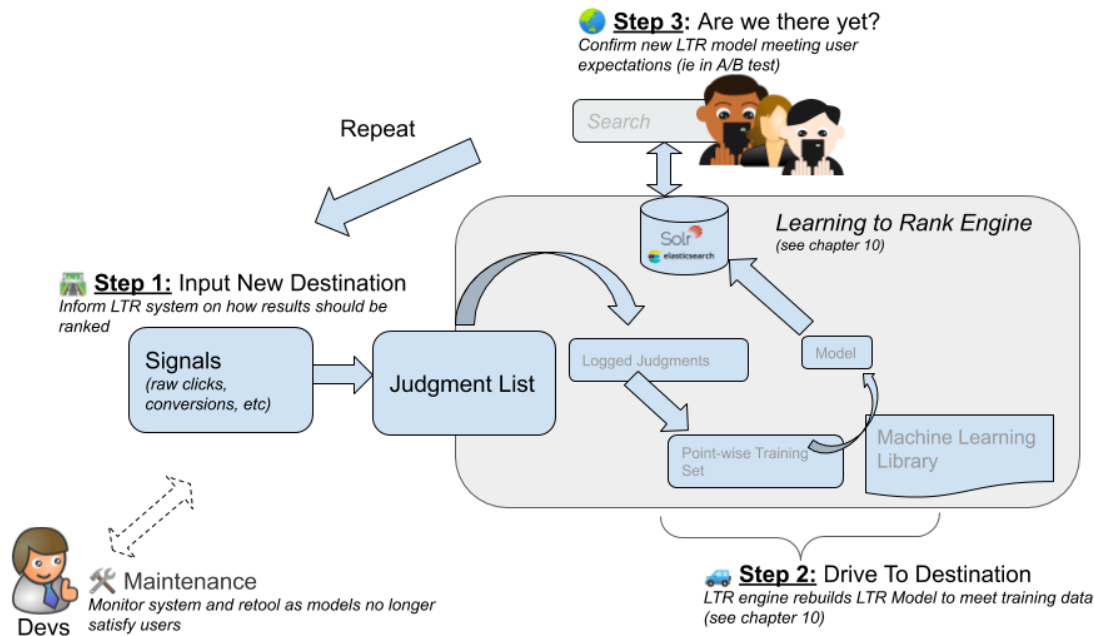 Step 3: Are we there yet?
Confirm new LTR model meeting user
expectations (ie in A/B test)
Search
Repeat
Solr
elasticsearch
Learning to Rank Engine
(see chapter 10)
Step 1: Input New Destination
Inform LTR system on how results should be
ranked
Signals
(raw clicks,
conversions, etc)
Judgment List
Logged Judgments
Model
Point-wise Training
Set
Machine Learning
Library
Step 2: Drive To Destination
LTR engine rebuilds LTR Model to meet training data
(see chapter 10)
Maintenance
Monitor system and retool as models no longer
satisfy users
Devs